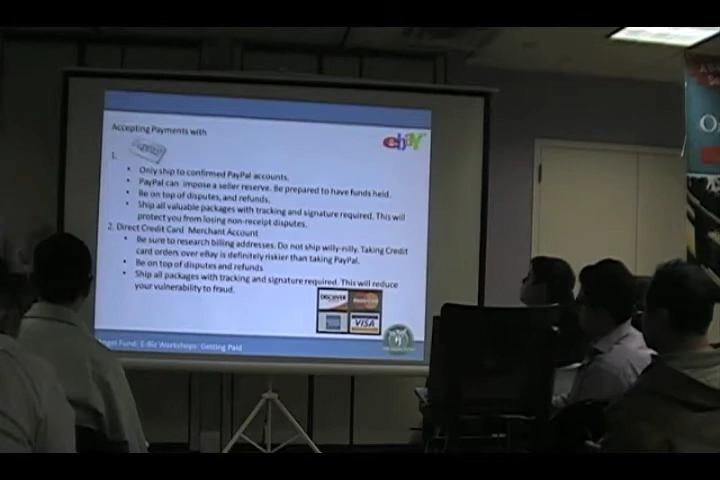 Accepting Payments with
ebay
1.
• Only ship to confirmed PayPal accounts.
• PayPal can impose a seller reserve. Be prepared to have funds held.
• Be on top of disputes, and refunds.
• Ship all valuable packages with tracking and signature required. This will
protect you from losing non-receipt disputes.
2. Direct Credit Card Merchant Account
• Be sure to research billing addresses. Do not ship willy-nilly. Taking Credit
card orders over eBay is definitely riskier than taking PayPal.
• Be on top of disputes and refunds
• Ship all packages with tracking and signature required. This will reduce
your vulnerability to fraud.
DISCOVER
VISA
ngel Fund: E-Biz Workshops: Getting Paid